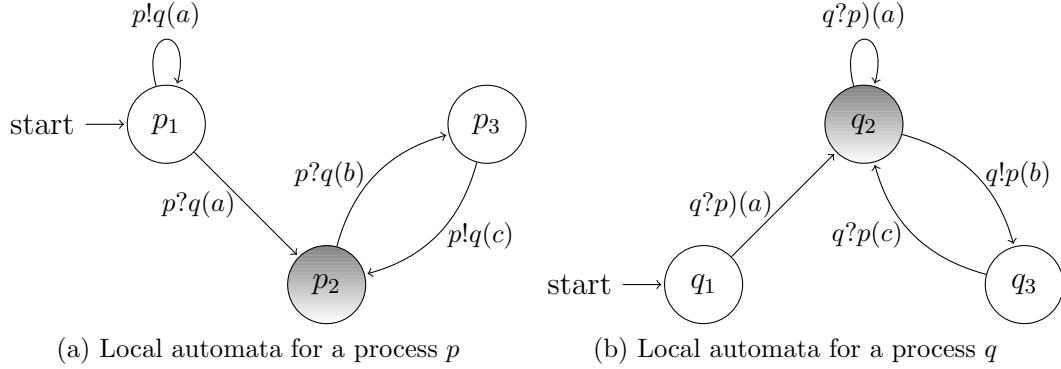 p!q(a)
start
p₁
p₃
p?q(a)
p?q(b)
p!q(c)
p₂
(a) Local automata for a process p
q?p)(a)
q₂
q?p)(a)
q!p(b)
q?p(c)
start
q₁
q₃
(b) Local automata for a process q